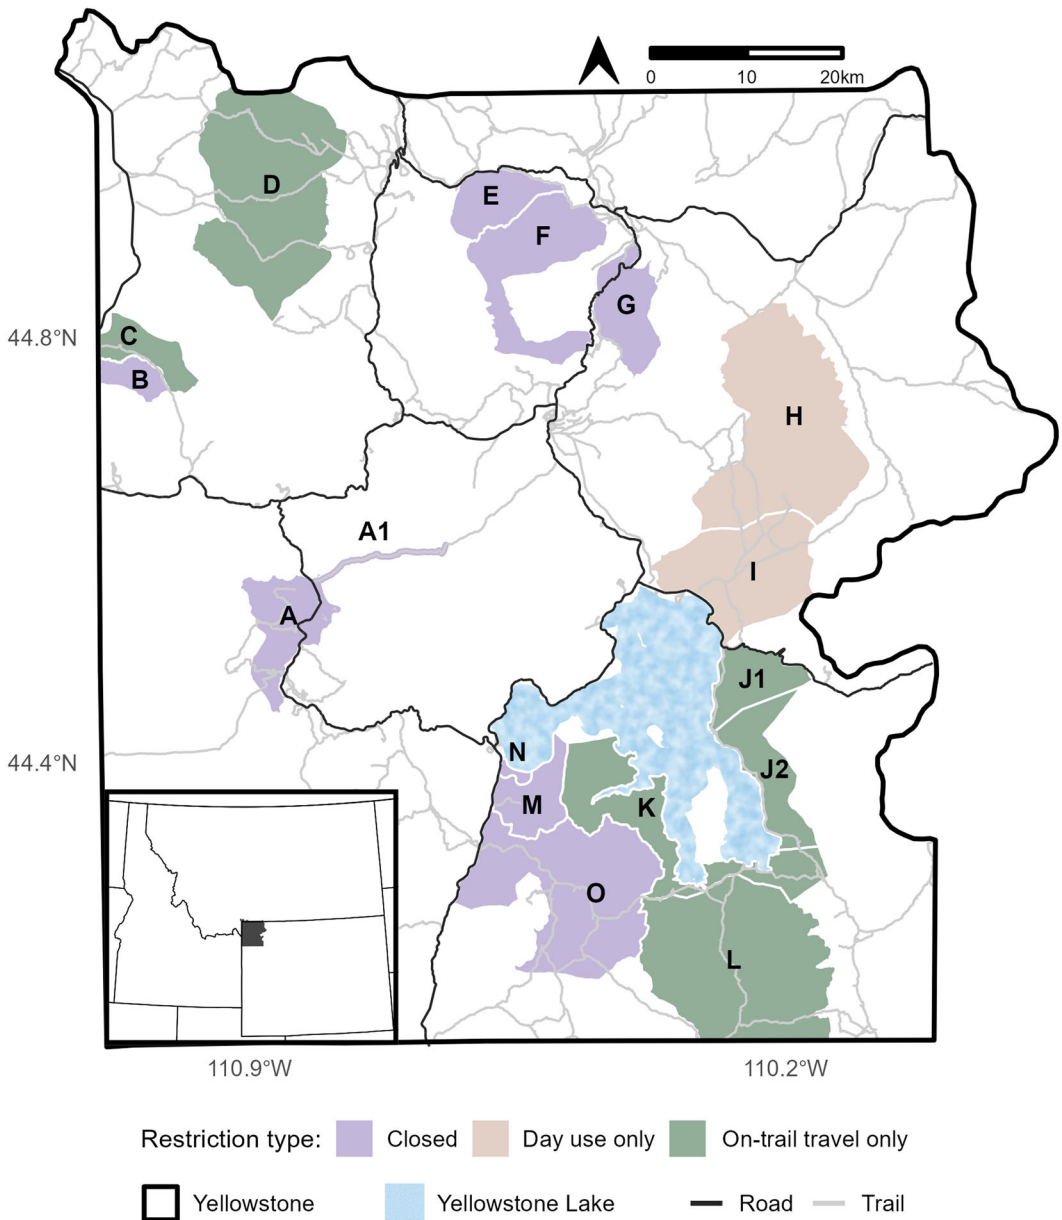 0 10 20km
D
E
F
G
44.8°N
C
B
H
A1
I
A
J1
N
44.4°N
J2
M
K
O
L
110.9°W 110.2°W
Restriction type: Closed Day use only On-trail travel only
Yellowstone Yellowstone Lake Road Trail